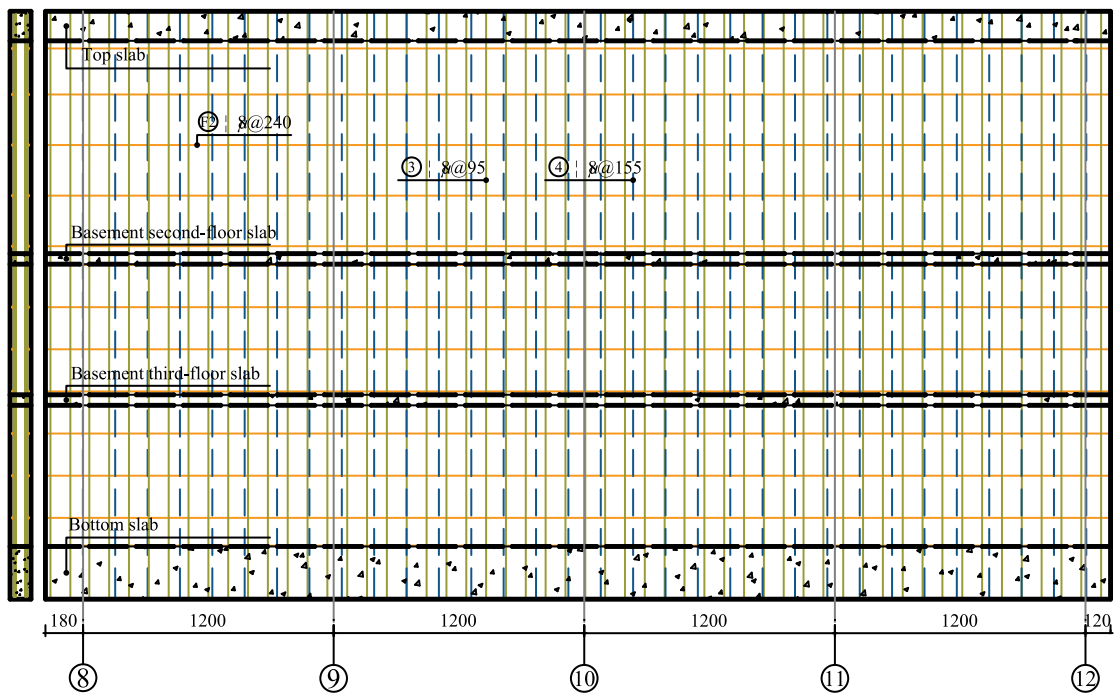 Top slab
F2 8@240
3 8@95
4 8@155
Basement second-floor slab
Basement third-floor slab
Bottom slab
180 1200 1200 1200 1200 120
8 9 10 11 12